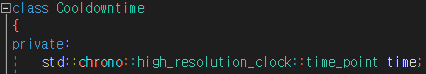 class Cooldowntime
{
private:
std::chrono::high_resolution_clock::time_point time;